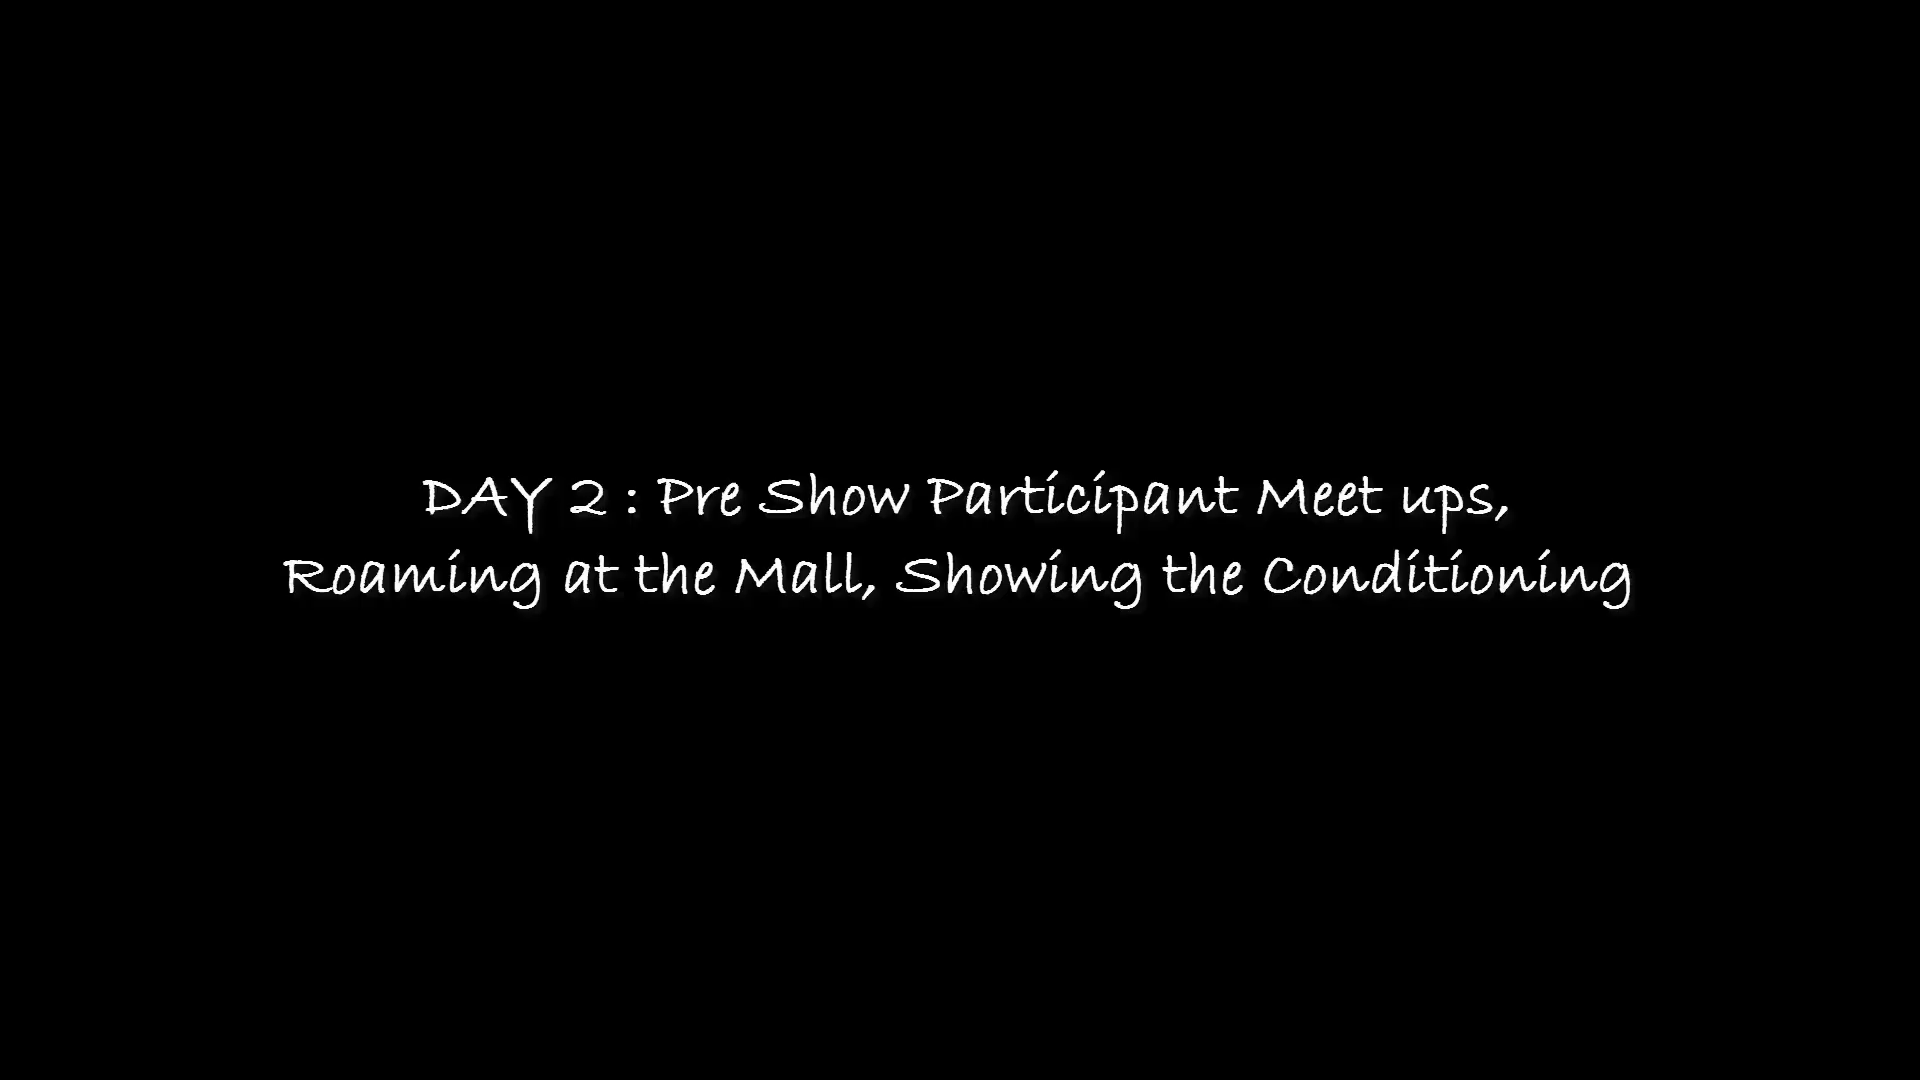 DAY 2 : Pre Show Participant Meet ups,
Roaming at the Mall, Showing the Conditioning